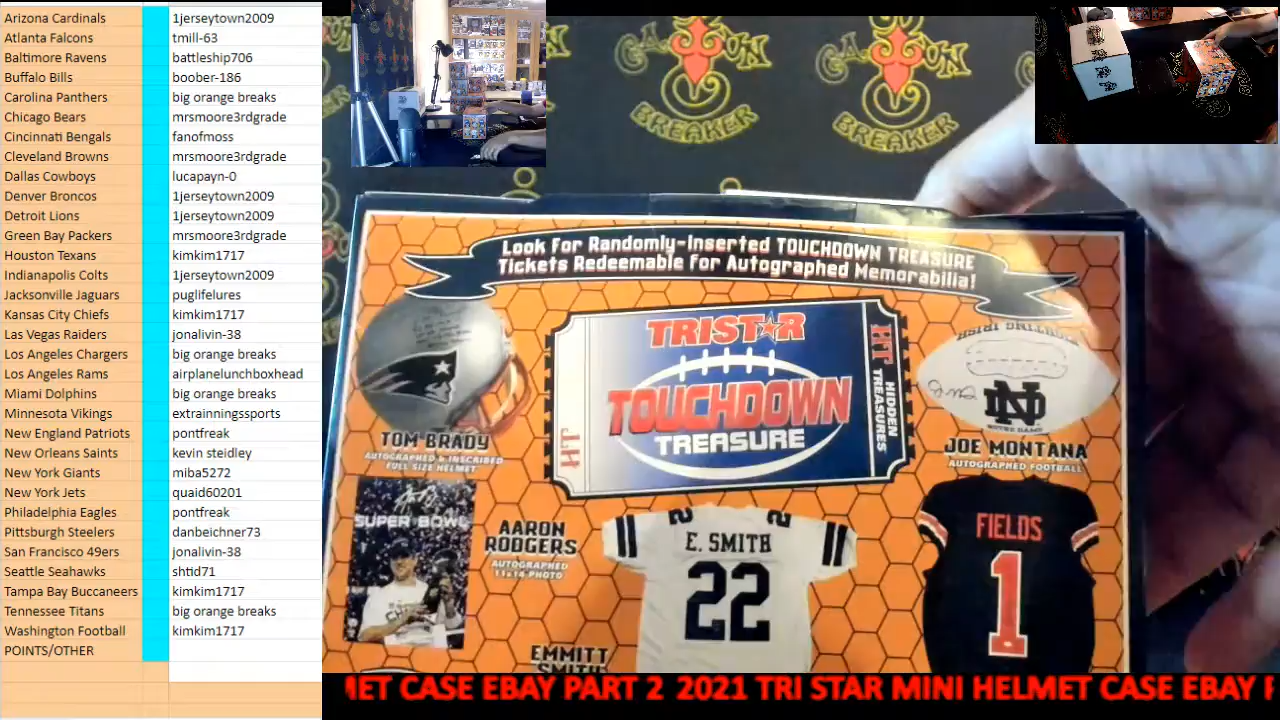 Arizona Cardinals 1jerseytown2009
Atlanta Falcons tmill-63
Baltimore Ravens battleship706
Buffalo Bills boober-186
Carolina Panthers big orange breaks
Chicago Bears mrsmoore3rdgrade
Cincinnati Bengals fanofmoss
Cleveland Browns mrsmoore3rdgrade
Dallas Cowboys lucapayn-0
Denver Broncos 1jerseytown2009
Detroit Lions 1jerseytown2009
Green Bay Packers mrsmoore3rdgrade
Houston Texans kimkim1717
Indianapolis Colts 1jerseytown2009
Jacksonville Jaguars puglifelures
Kansas City Chiefs kimkim1717
Las Vegas Raiders jonalivin-38
Los Angeles Chargers big orange breaks
Los Angeles Rams airplanelunchboxhead
Miami Dolphins big orange breaks
Minnesota Vikings extrainningssports
New England Patriots pontfreak
New Orleans Saints kevin steidley
New York Giants miba5272
New York Jets quaid60201
Philadelphia Eagles pontfreak
Pittsburgh Steelers danbeichner73
San Francisco 49ers jonalivin-38
Seattle Seahawks shtid71
Tampa Bay Buccaneers kimkim1717
Tennessee Titans big orange breaks
Washington Football kimkim1717
POINTS/OTHER
BREAKER
BREAKER
Look For Randomly-Inserted TOUCHDOWN TREASURE
Tickets Redeemable For Autographed Memorabilia!
TRISTAR
TOUCHDOWN
TREASURE
HT
HT
HIDDEN
TREASURES
TOM BRADY
AUTOGRAPHED & INSCRIBED
FULL SIZE HELMET
FIGHTING IRISH
ND
NOTRE DAME
JOE MONTANA
AUTOGRAPHED FOOTBALL
SUPER BOWL
AARON
RODGERS
AUTOGRAPHED
11x14 PHOTO
2 2
E. SMITH
22
FIELDS
1
EMMITT
SMITH
MET CASE EBAY PART 2 2021 TRI STAR MINI HELMET CASE EBAY P